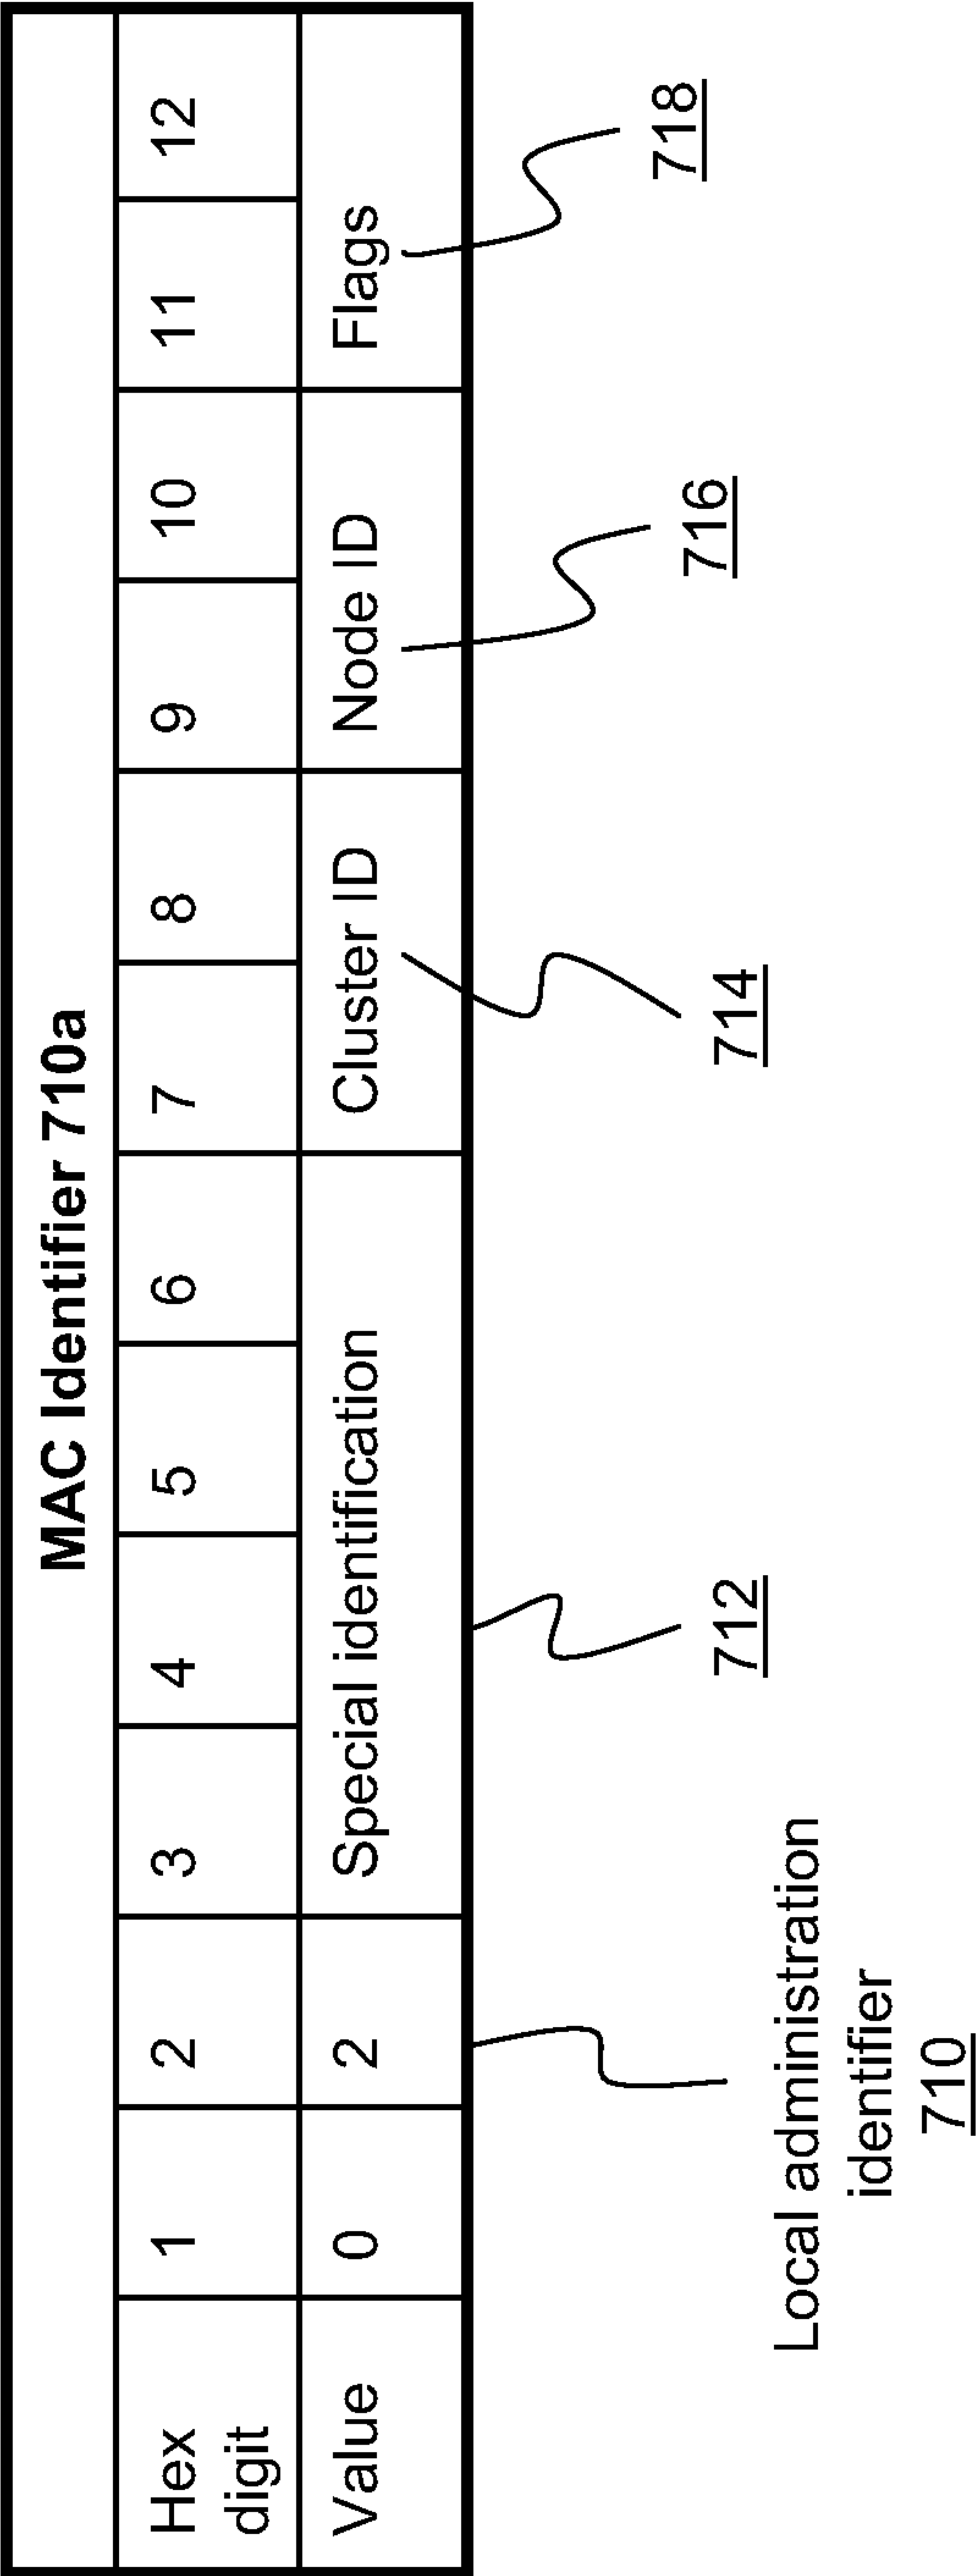 MAC Identifier 710a
Hex digit 1 2 3 4 5 6 7 8 9 10 11 12
Value 0 2 Special identification Cluster ID Node ID Flags
712 714 716 718
Local administration
identifier
710